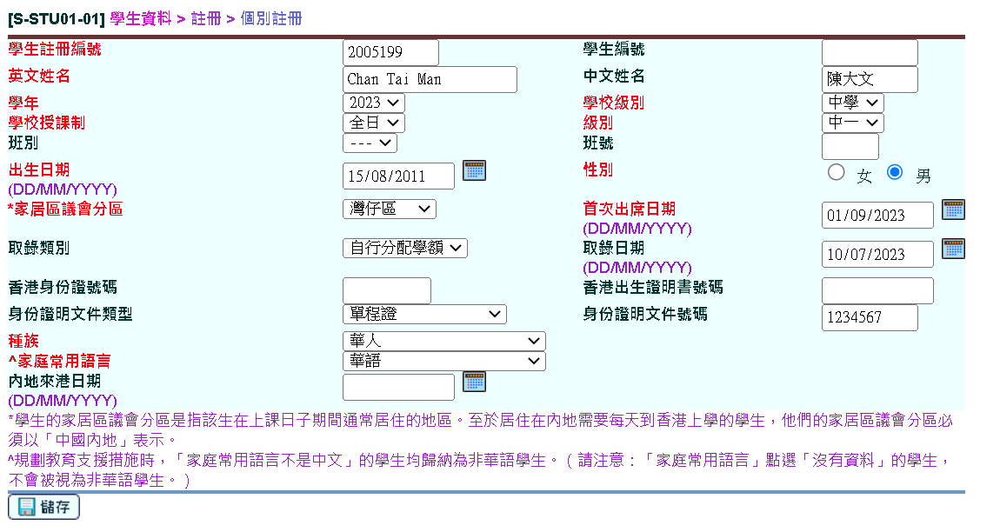 [S-STU01-01] 學生資料 > 註冊 > 個別註冊
學生註冊編號 2005199 學生編號
英文姓名 Chan Tai Man 中文姓名 陳大文
學年 2023 學校級別 中學
學校授課制 全日 級別 中一
班別 --- 班號
出生日期 15/08/2011 性別 女 男
(DD/MM/YYYY)
*家居區議會分區 灣仔區 首次出席日期 01/09/2023
(DD/MM/YYYY)
取錄類別 自行分配學額 取錄日期 10/07/2023
(DD/MM/YYYY)
香港身份證號碼 香港出生證明書號碼
身份證明文件類型 單程證 身份證明文件號碼 1234567
種族 華人
^家庭常用語言 華語
內地來港日期
(DD/MM/YYYY)
*學生的家居區議會分區是指該生在上課日子期間通常居住的地區。至於居住在內地需要每天到香港上學的學生，他們的家居區議會分區必
須以「中國內地」表示。
^規劃教育支援措施時，「家庭常用語言不是中文」的學生均歸納為非華語學生。（請注意：「家庭常用語言」點選「沒有資料」的學生，
不會被視為非華語學生。）
儲存